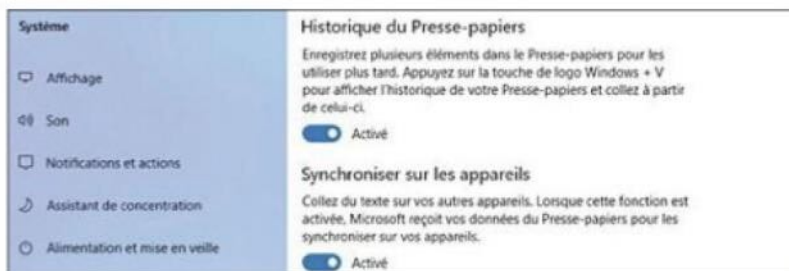 Système
Affichage
Son
Notifications et actions
Assistant de concentration
Alimentation et mise en veille
Historique du Presse-papiers
Enregistrez plusieurs éléments dans le Presse-papiers pour les
utiliser plus tard. Appuyez sur la touche de logo Windows + V
pour afficher l'historique de votre Presse-papiers et collez à partir
de celui-ci.
Activé
Synchroniser sur les appareils
Collez du texte sur vos autres appareils. Lorsque cette fonction est
activée, Microsoft reçoit vos données du Presse-papiers pour les
synchroniser sur vos appareils.
Activé